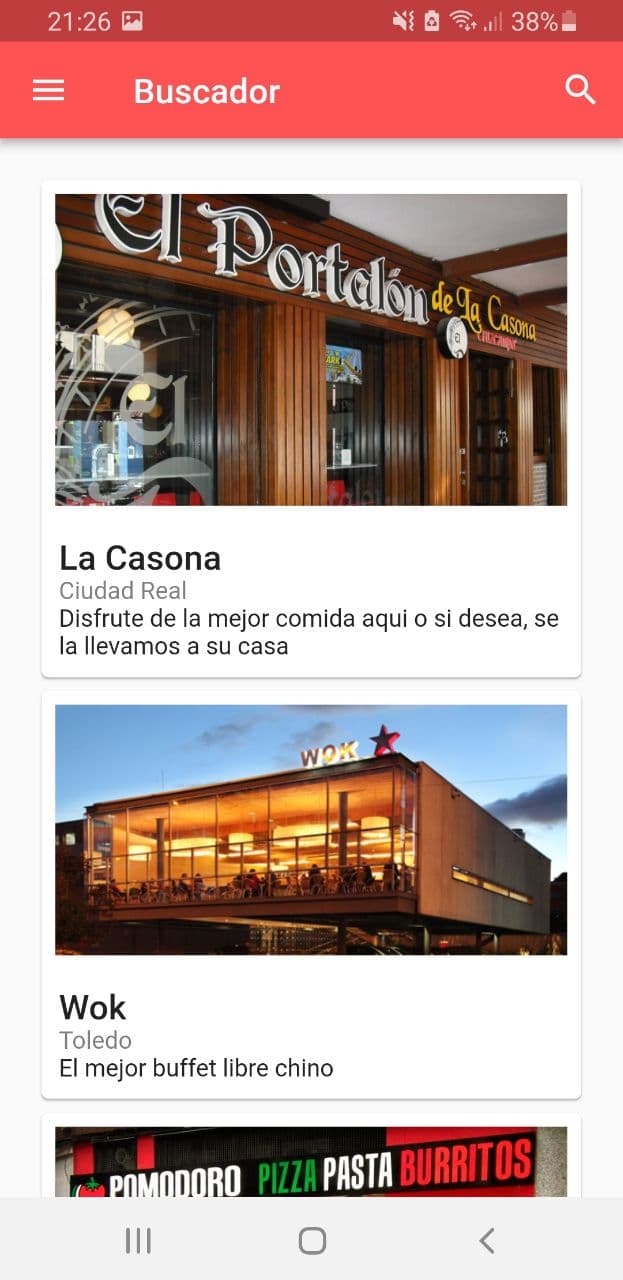 21:26 38%
Buscador
El Portalón de La Casona
El
La Casona
Ciudad Real
Disfrute de la mejor comida aqui o si desea, se
la llevamos a su casa
WOK
Wok
Toledo
El mejor buffet libre chino
POMODORO PIZZA PASTA BURRITOS